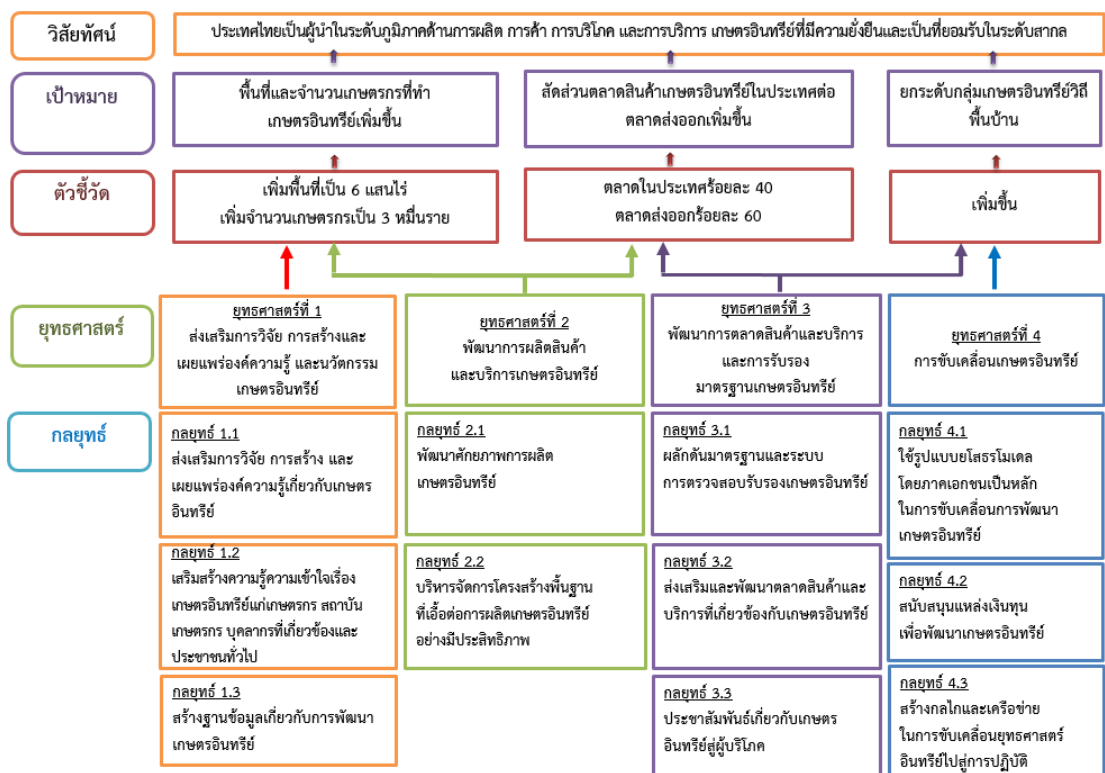 วิสัยทัศน์
ประเทศไทยเป็นผู้นำในระดับภูมิภาคด้านการผลิต การค้า การบริโภค และการบริการ เกษตรอินทรีย์ที่มีความยั่งยืนและเป็นที่ยอมรับในระดับสากล
เป้าหมาย
พื้นที่และจำนวนเกษตรกรที่ทำ
เกษตรอินทรีย์เพิ่มขึ้น
สัดส่วนตลาดสินค้าเกษตรอินทรีย์ในประเทศต่อ
ตลาดส่งออกเพิ่มขึ้น
ยกระดับกลุ่มเกษตรอินทรีย์วิถี
พื้นบ้าน
ตัวชี้วัด
เพิ่มพื้นที่เป็น 6 แสนไร่
เพิ่มจำนวนเกษตรกรเป็น 3 หมื่นราย
ตลาดในประเทศร้อยละ 40
ตลาดส่งออกร้อยละ 60
เพิ่มขึ้น
ยุทธศาสตร์
ยุทธศาสตร์ที่ 1
ส่งเสริมการวิจัย การสร้างและ
เผยแพร่องค์ความรู้ และนวัตกรรม
เกษตรอินทรีย์
ยุทธศาสตร์ที่ 2
พัฒนาการผลิตสินค้า
และบริการเกษตรอินทรีย์
ยุทธศาสตร์ที่ 3
พัฒนาการตลาดสินค้าและบริการ
และการรับรอง
มาตรฐานเกษตรอินทรีย์
ยุทธศาสตร์ที่ 4
การขับเคลื่อนเกษตรอินทรีย์
กลยุทธ์
กลยุทธ์ 1.1
ส่งเสริมการวิจัย การสร้าง และ
เผยแพร่องค์ความรู้เกี่ยวกับเกษตร
อินทรีย์
กลยุทธ์ 2.1
พัฒนาศักยภาพการผลิต
เกษตรอินทรีย์
กลยุทธ์ 3.1
ผลักดันมาตรฐานและระบบ
การตรวจสอบรับรองเกษตรอินทรีย์
กลยุทธ์ 4.1
ใช้รูปแบบยโสธรโมเดล
โดยภาคเอกชนเป็นหลัก
ในการขับเคลื่อนการพัฒนา
เกษตรอินทรีย์
กลยุทธ์ 1.2
เสริมสร้างความรู้ความเข้าใจเรื่อง
เกษตรอินทรีย์แก่เกษตรกร สถาบัน
เกษตรกร บุคลากรที่เกี่ยวข้องและ
ประชาชนทั่วไป
กลยุทธ์ 2.2
บริหารจัดการโครงสร้างพื้นฐาน
ที่เอื้อต่อการผลิตเกษตรอินทรีย์
อย่างมีประสิทธิภาพ
กลยุทธ์ 3.2
ส่งเสริมและพัฒนาตลาดสินค้าและ
บริการที่เกี่ยวข้องกับเกษตรอินทรีย์
กลยุทธ์ 4.2
สนับสนุนแหล่งเงินทุน
เพื่อพัฒนาเกษตรอินทรีย์
กลยุทธ์ 1.3
สร้างฐานข้อมูลเกี่ยวกับการพัฒนา
เกษตรอินทรีย์
กลยุทธ์ 3.3
ประชาสัมพันธ์เกี่ยวกับเกษตร
อินทรีย์สู่ผู้บริโภค
กลยุทธ์ 4.3
สร้างกลไกและเครือข่าย
ในการขับเคลื่อนยุทธศาสตร์
อินทรีย์ไปสู่การปฏิบัติ